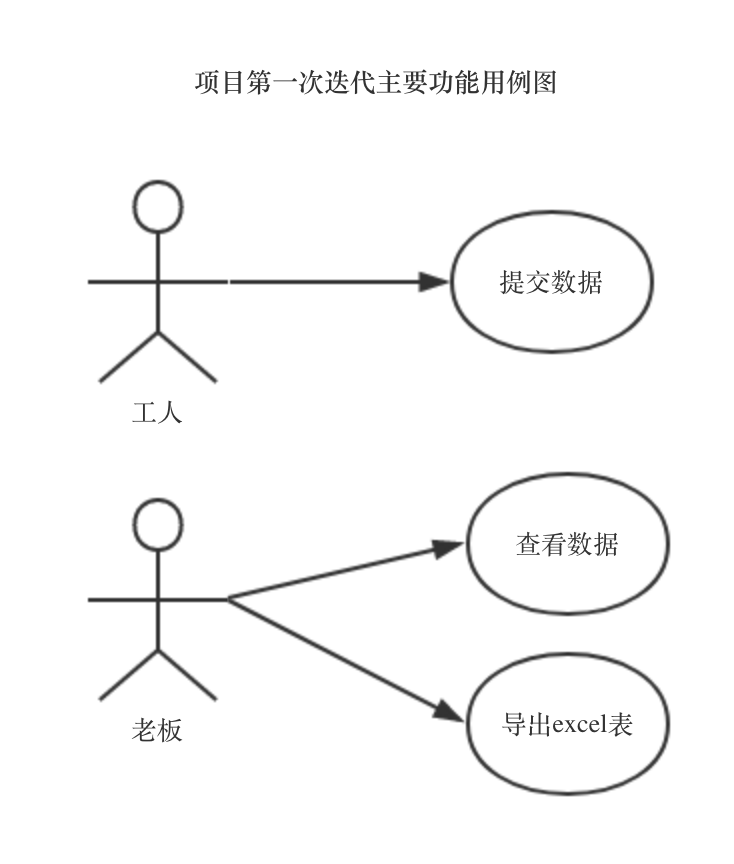 项目第一次迭代主要功能用例图
提交数据
工人
查看数据
老板
导出excel表